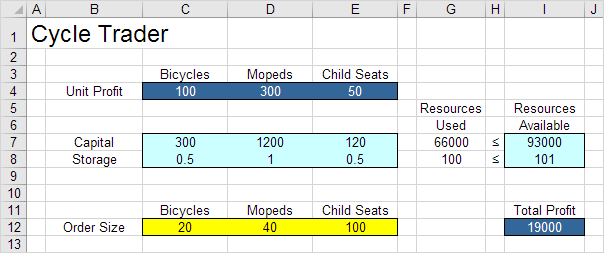 A B C D E F G H I J
1 Cycle Trader
2
3 Bicycles Mopeds Child Seats
4 Unit Profit 100 300 50
5 Resources Resources
6 Used Available
7 Capital 300 1200 120 66000 ≤ 93000
8 Storage 0.5 1 0.5 100 ≤ 101
9
10
11 Bicycles Mopeds Child Seats Total Profit
12 Order Size 20 40 100 19000
13